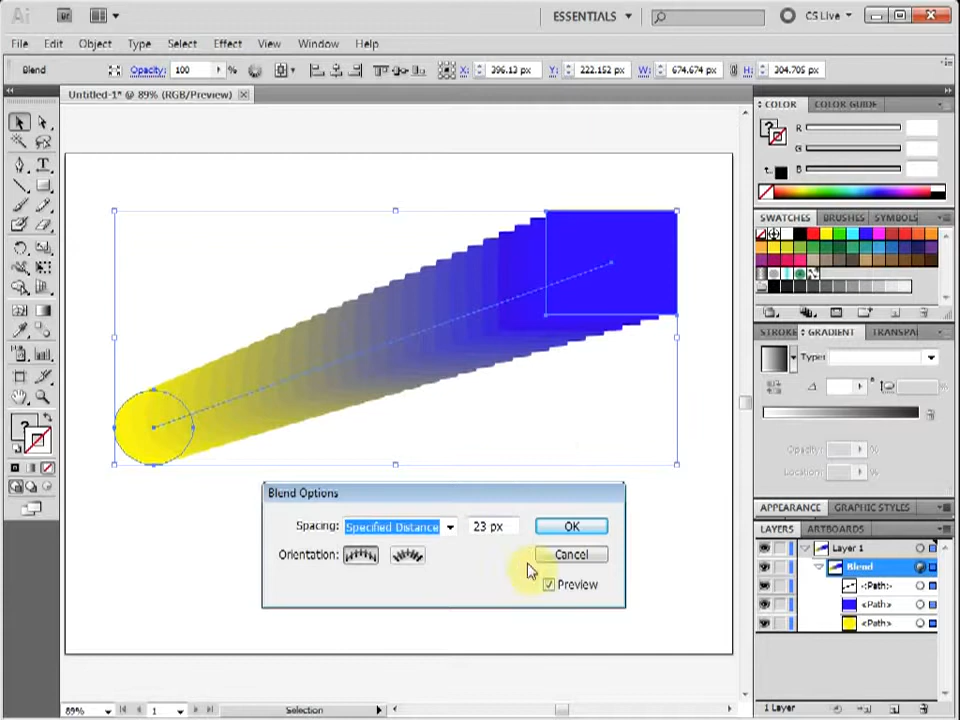 Ai Br ESSENTIALS CS Live
File Edit Object Type Select Effect View Window Help
Blend Opacity: 100 % X: 396.13 px Y: 222.152 px W: 674.674 px H: 304.705 px
Untitled-1* @ 89% (RGB/Preview)
COLOR COLOR GUIDE
R
G
B
SWATCHES BRUSHES SYMBOLS
STROKE GRADIENT TRANSPA
Type:
Opacity: %
Location: %
Blend Options
Spacing: Specified Distance 23 px OK
Orientation: Cancel
Preview
APPEARANCE GRAPHIC STYLES
LAYERS ARTBOARDS
Layer 1
Blend
<Path>
<Path>
<Path>
89% 1 Selection 1 Layer